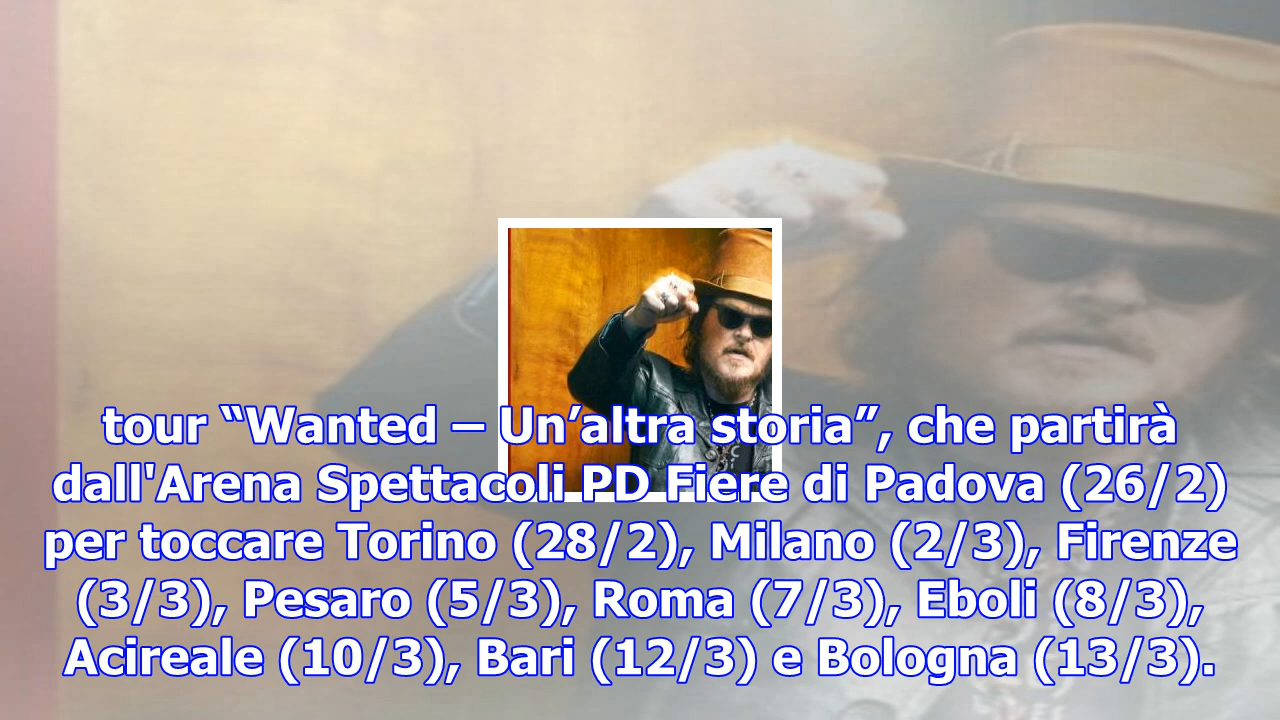 tour “Wanted – Un’altra storia”, che partirà
dall'Arena Spettacoli PD Fiere di Padova (26/2)
per toccare Torino (28/2), Milano (2/3), Firenze
(3/3), Pesaro (5/3), Roma (7/3), Eboli (8/3),
Acireale (10/3), Bari (12/3) e Bologna (13/3).